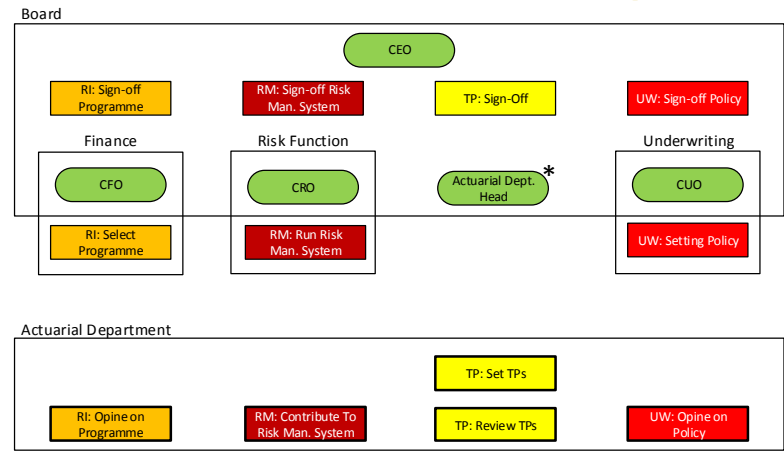 Board
CEO
RI: Sign-off
Programme
RM: Sign-off Risk
Man. System
TP: Sign-Off
UW: Sign-off Policy
Finance
Risk Function
Underwriting
CFO
CRO
Actuarial Dept.
Head
*
CUO
RI: Select
Programme
RM: Run Risk
Man. System
UW: Setting Policy
Actuarial Department
TP: Set TPs
RI: Opine on
Programme
RM: Contribute To
Risk Man. System
TP: Review TPs
UW: Opine on
Policy